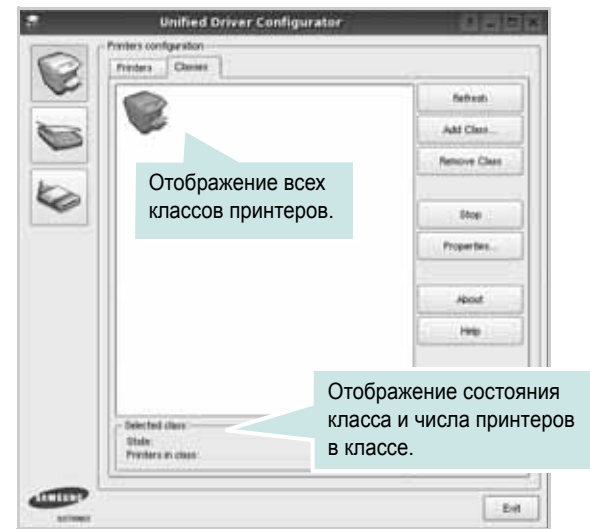 Unified Driver Configurator
Printers configuration
Printers Classes
Refresh
Add Class...
Remove Class
Отображение всех
классов принтеров.
Stop
Properties...
About
Help
Отображение состояния
класса и числа принтеров
в классе.
Selected class:
State:
Printers in class:
SAMSUNG
ELECTRONICS
Exit